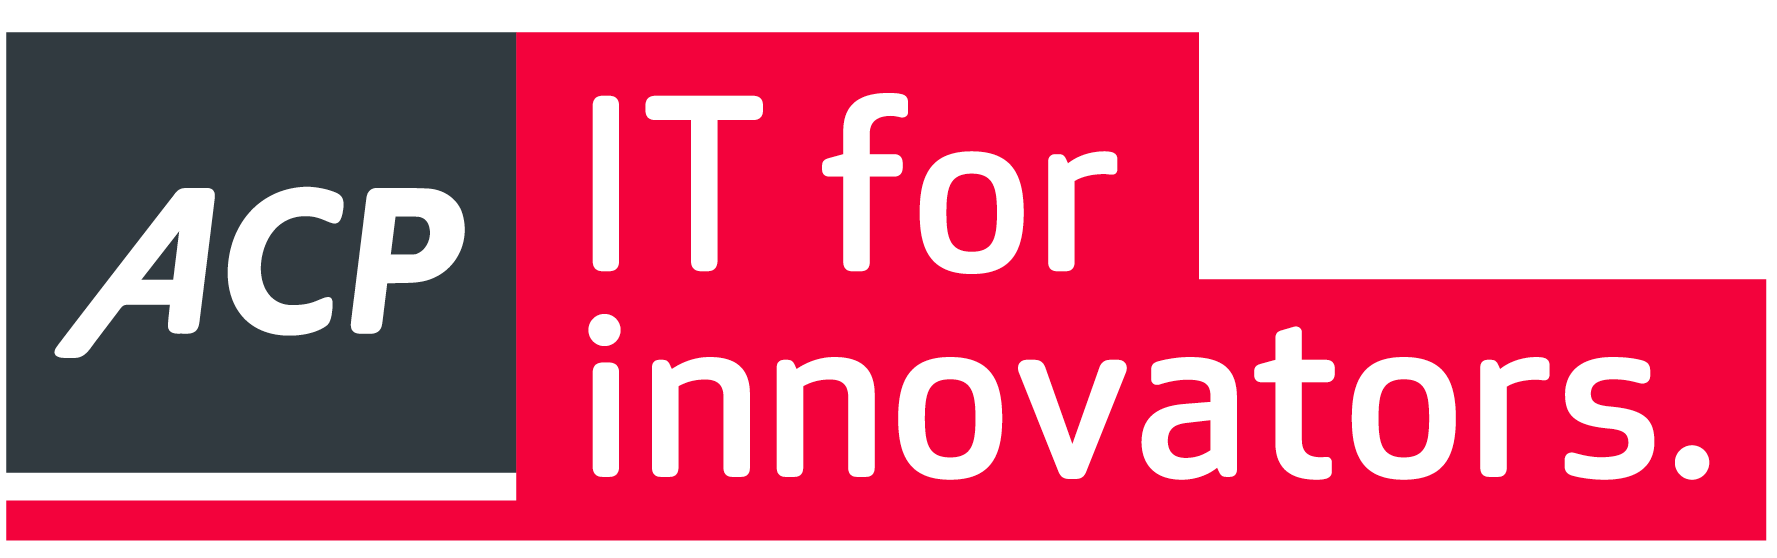 ACP
IT for
innovators.